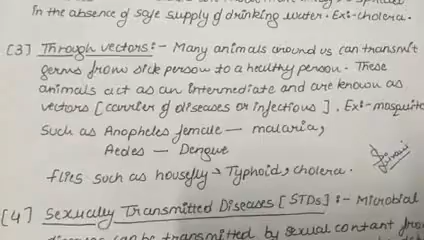 in the absence of safe supply of drinking water. Ex:- cholera.
[3] Through vectors:- Many animals around us can transmit
germs from sick person to a healthy person. These
animals act as an intermediate and are known as
vectors [carrier of diseases or infectious]. Ex:- mosquito
such as Anopheles female — malaria,
Aedes — Dengue
flies such as housefly → Typhoid, cholera.
[4] Sexually Transmitted Diseases [STDs] :- Microbial
can be transmitted by sexual contant from